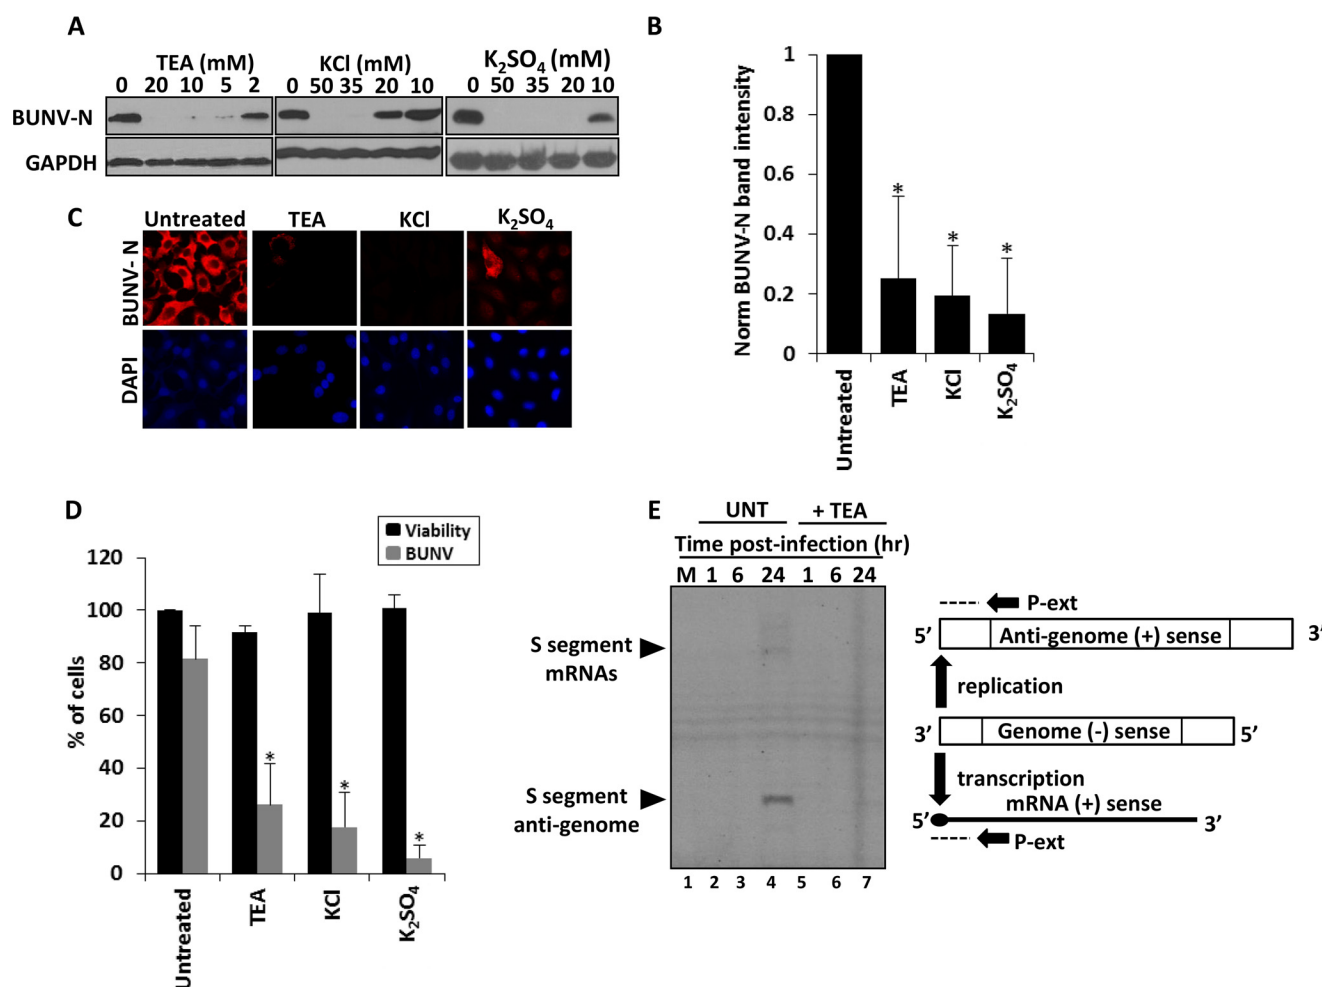 A
TEA (mM) KCl (mM) K₂SO₄ (mM)
0 20 10 5 2 0 50 35 20 10 0 50 35 20 10
BUNV-N
GAPDH
B
Norm BUNV-N band intensity
1
0.8
0.6
0.4
0.2
0
*
*
*
Untreated
TEA
KCl
K₂SO₄
C
Untreated TEA KCl K₂SO₄
BUNV- N
DAPI
D
Viability
BUNV
% of cells
120
100
80
60
40
20
0
*
*
*
Untreated
TEA
KCl
K₂SO₄
E
UNT + TEA
Time post-infection (hr)
M 1 6 24 1 6 24
S segment
mRNAs
S segment
anti-genome
1 2 3 4 5 6 7
P-ext
5’ Anti-genome (+) sense 3’
replication
3’ Genome (-) sense 5’
transcription
mRNA (+) sense
5’ 3’
P-ext